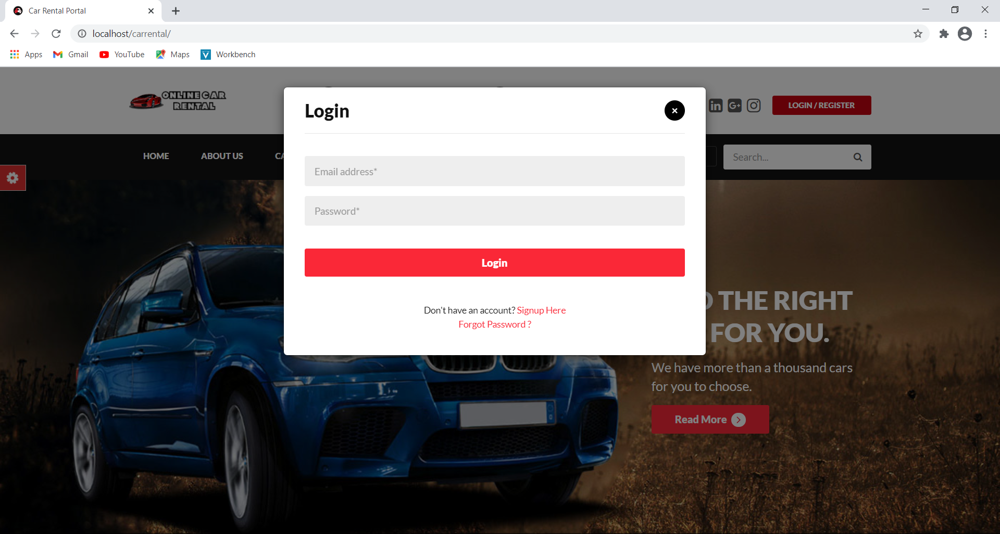 Car Rental Portal
localhost/carrental/
Apps Gmail YouTube Maps Workbench
ONLINE CAR
RENTAL
LOGIN / REGISTER
HOME ABOUT US CA
Search...
Login
Email address*
Password*
Login
Don't have an account? Signup Here
Forgot Password ?
THE RIGHT
FOR YOU.
We have more than a thousand cars
for you to choose.
Read More